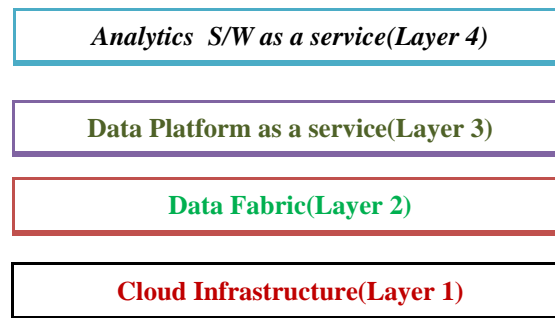 Analytics  S/W as a service(Layer 4)
Data Platform as a service(Layer 3)
Data Fabric(Layer 2)
Cloud Infrastructure(Layer 1)